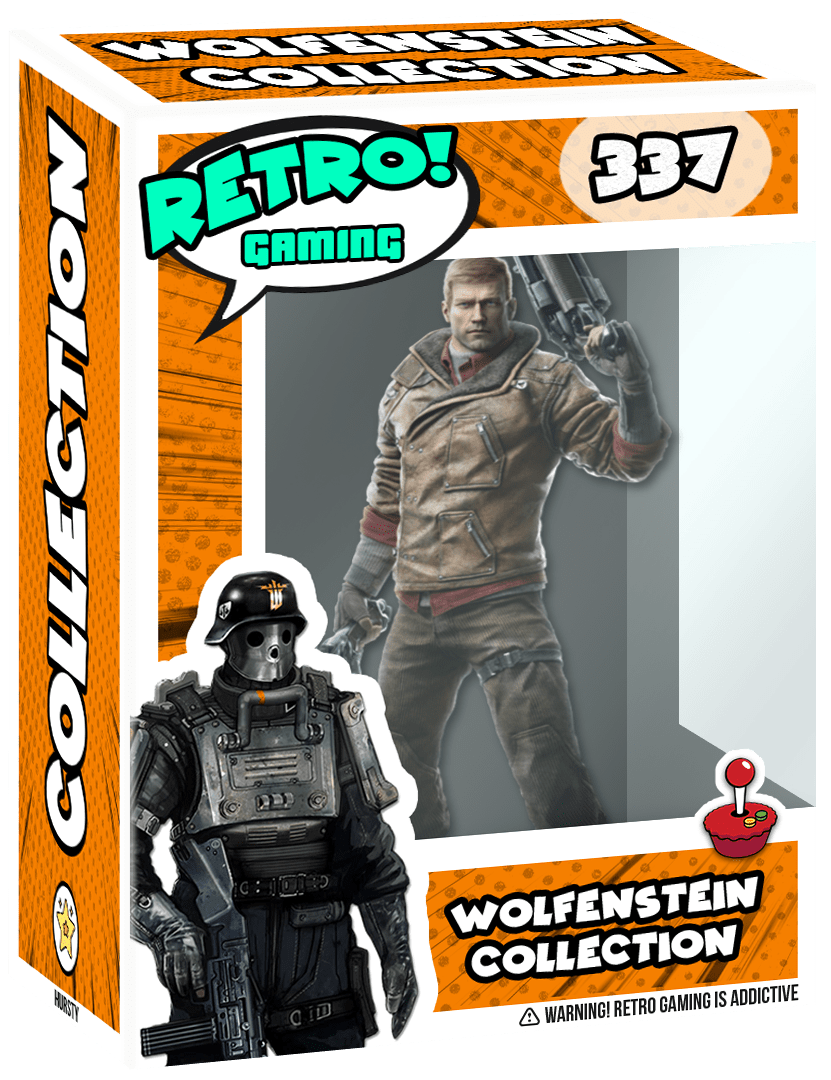 WOLFENSTEIN
COLLECTION
COLLECTION
RETRO!
GAMING
337
WOLFENSTEIN
COLLECTION
⚠ WARNING! RETRO GAMING IS ADDICTIVE
HURSTY